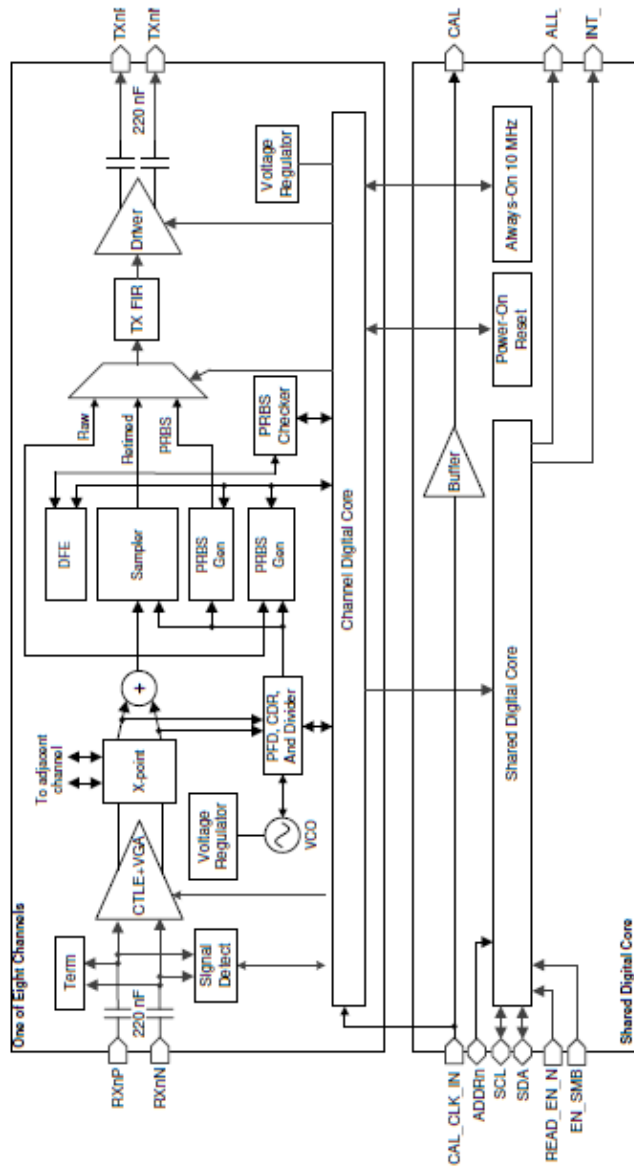 One of Eight Channels
RXnP
RXnN
220 nF
Term
Signal
Detect
CTLE+VGA
To adjacent
channel
X-point
+
Voltage
Regulator
VCO
PFD, CDR,
And Divider
DFE
Sampler
PRBS
Gen
PRBS
Gen
Raw
Retimed
PRBS
PRBS
Checker
TX FIR
Driver
220 nF
Voltage
Regulator
Channel Digital Core
CAL_CLK_IN
ADDRn
SCL
SDA
READ_EN_N
EN_SMB
Buffer
Shared Digital Core
Power-On
Reset
Always-On 10 MHz
CAL
ALL_
INT_
Shared Digital Core